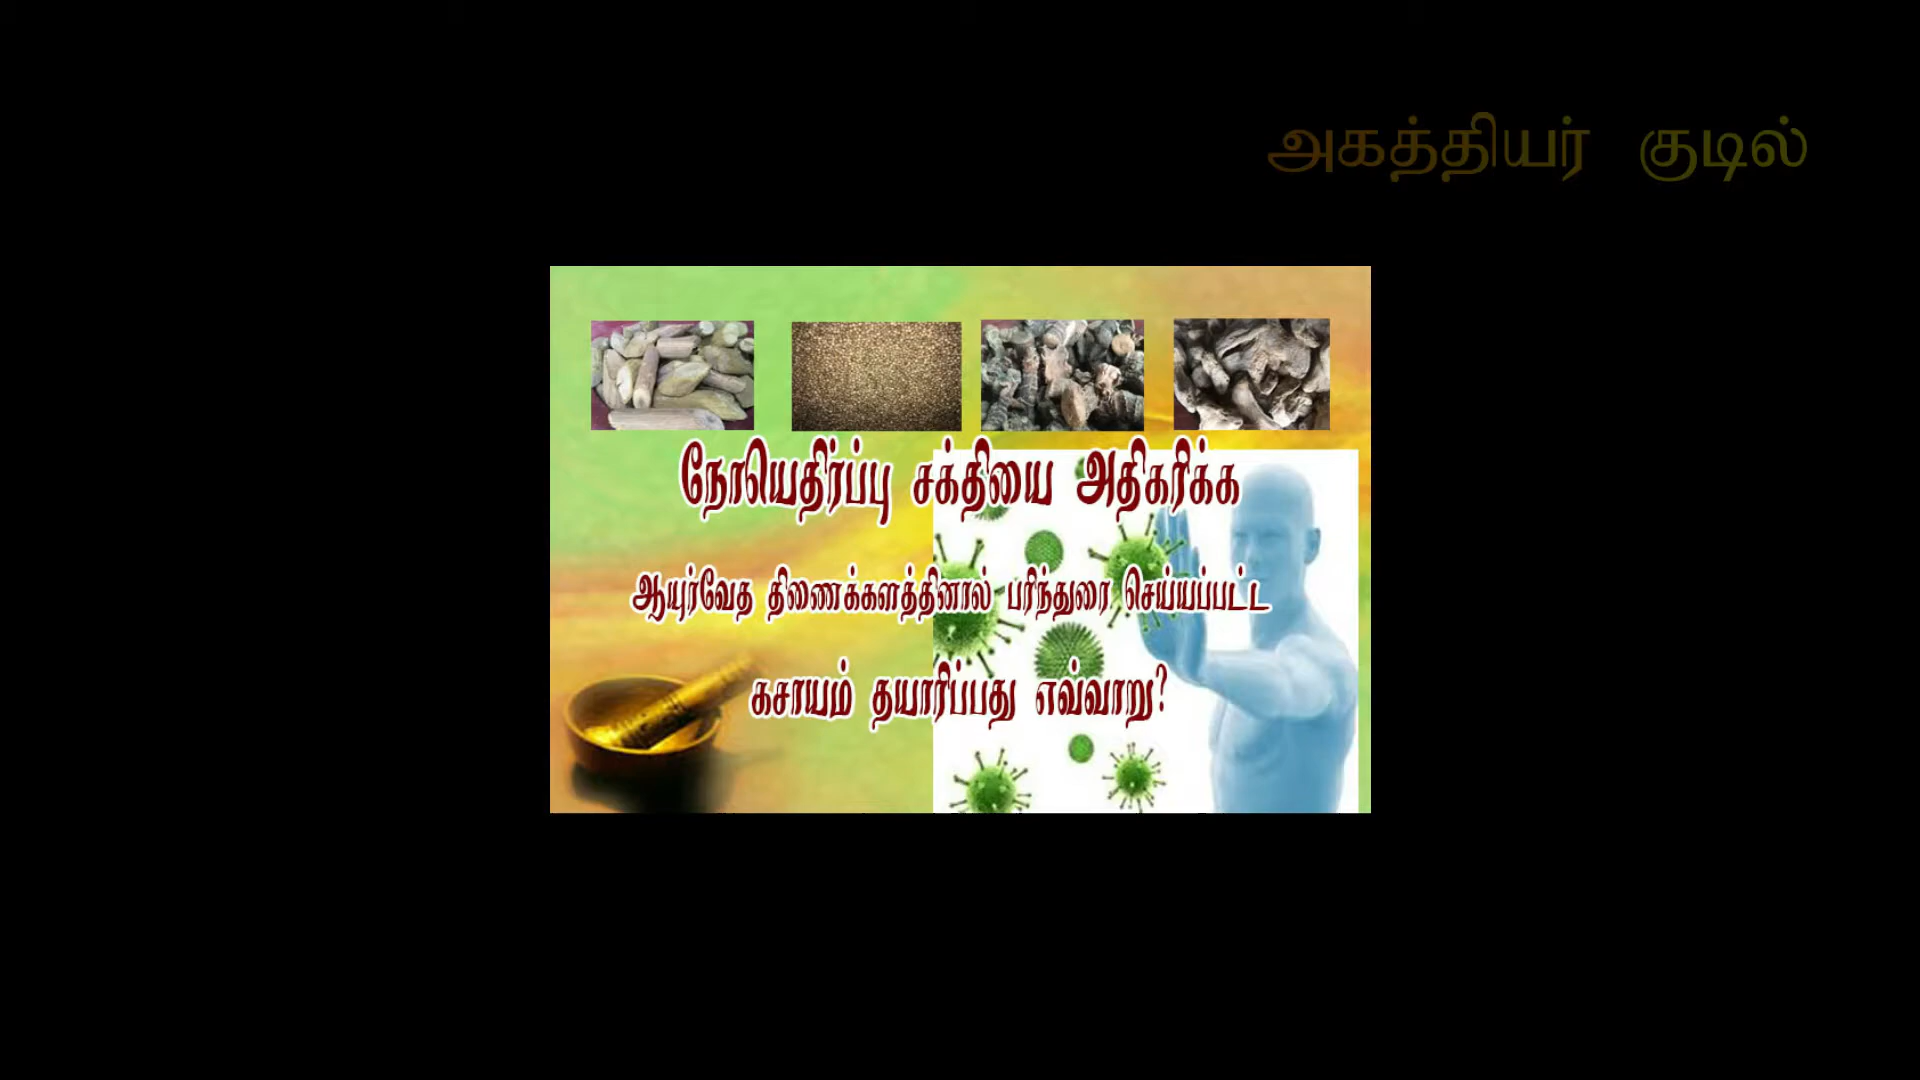 அகத்தியர் குடில்
நோயெதிர்ப்பு சக்தியை அதிகரிக்க
ஆயுர்வேத திணைக்களத்தினால் பரிந்துரை செய்யப்பட்ட
கசாயம் தயாரிப்பது எவ்வாறு?